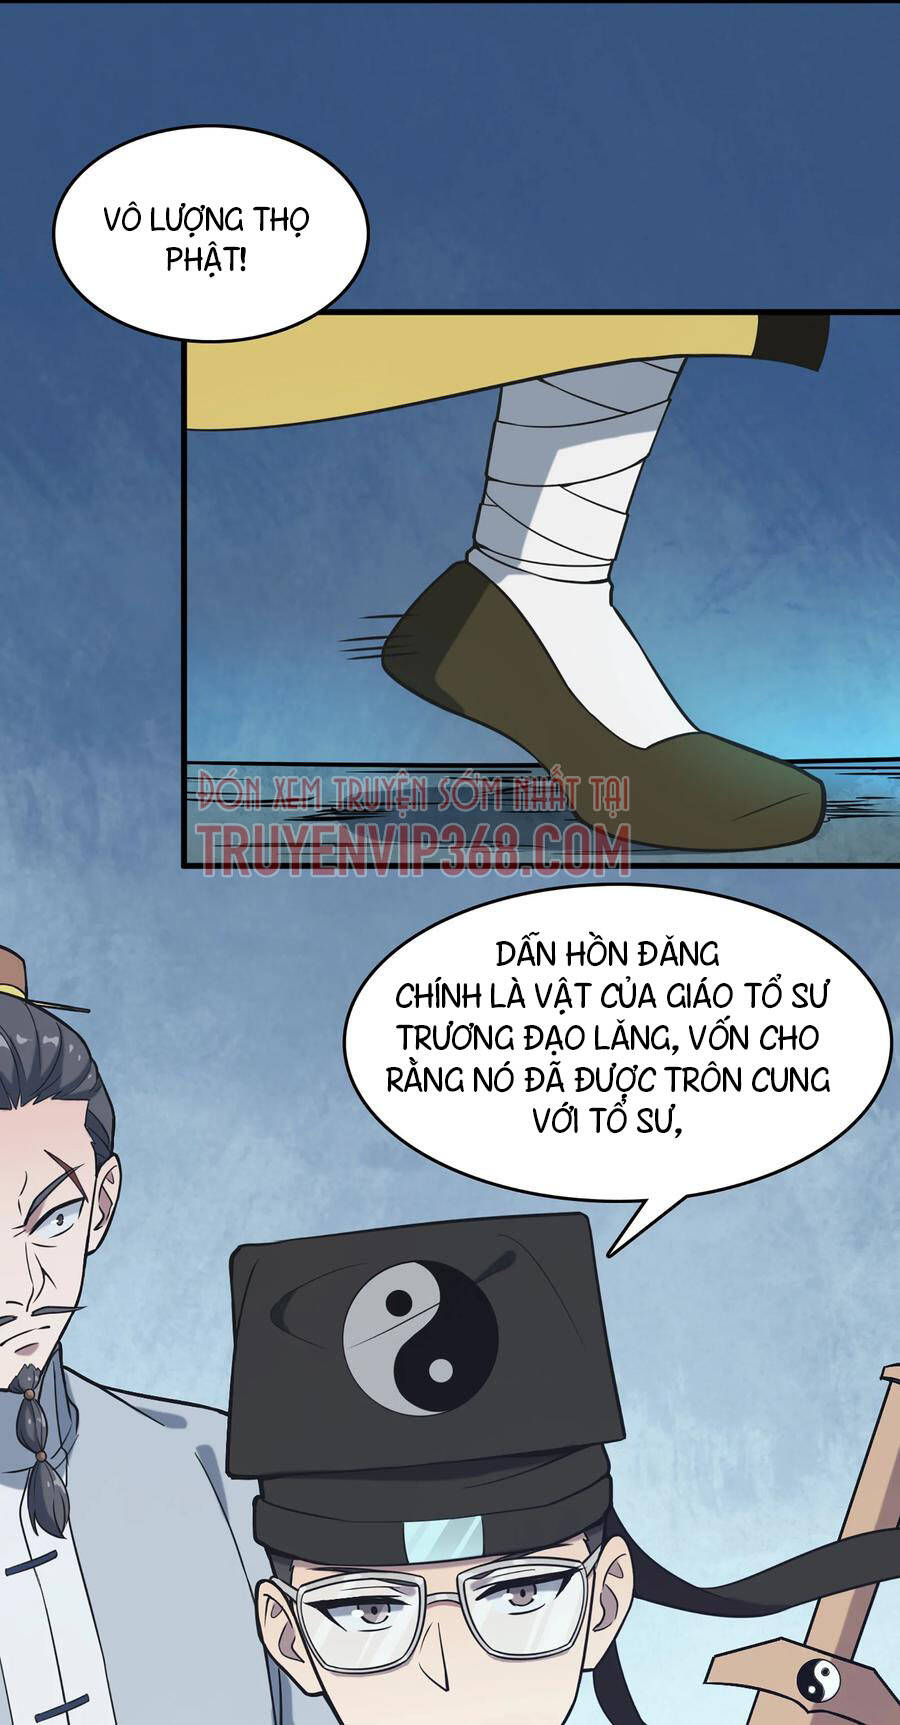 VÔ LƯỢNG THỌ
PHẬT!
ĐÓN XEM TRUYỆN SỚM NHẤT TẠI
TRUYENVIP368.COM
DẪN HỒN ĐĂNG
CHÍNH LÀ VẬT CỦA GIÁO TỔ SƯ
TRƯƠNG ĐẠO LĂNG, VỐN CHO
RẰNG NÓ ĐÃ ĐƯỢC TRÔN CUNG
VỚI TỔ SƯ,